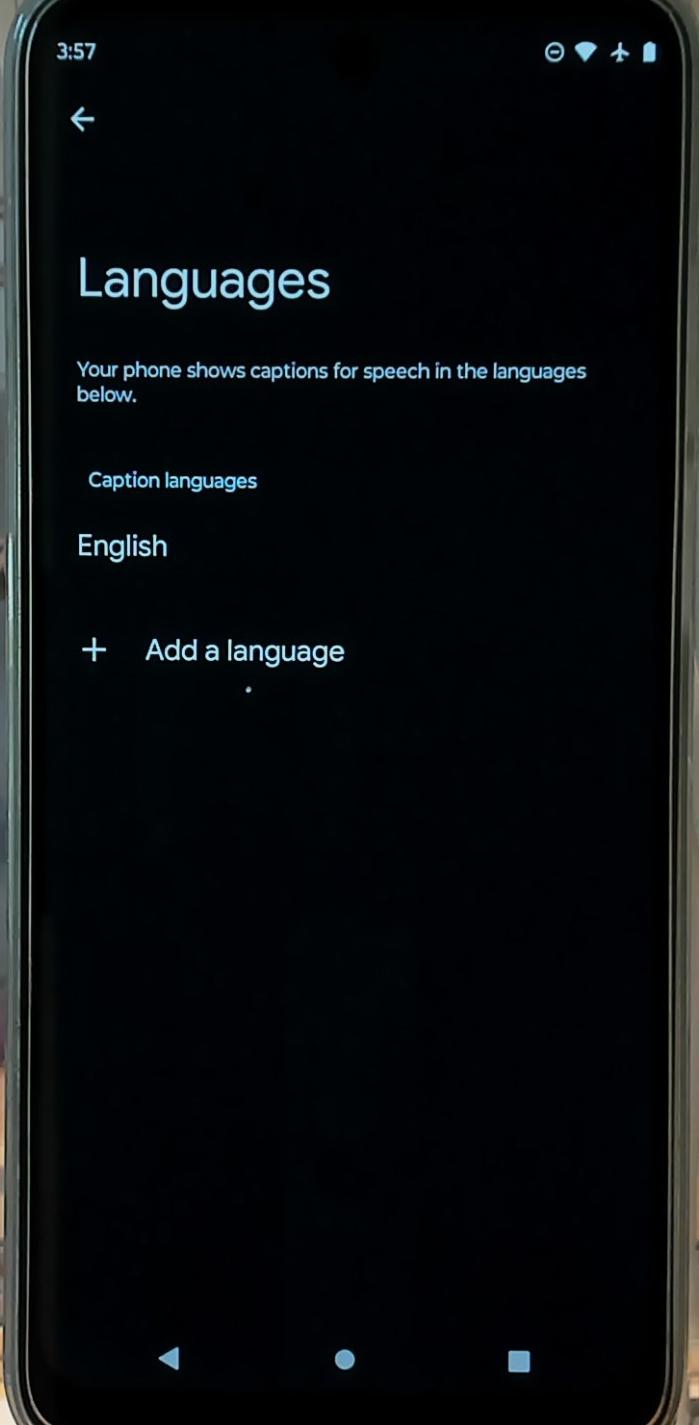 3:57
Languages
Your phone shows captions for speech in the languages
below.
Caption languages
English
+ Add a language